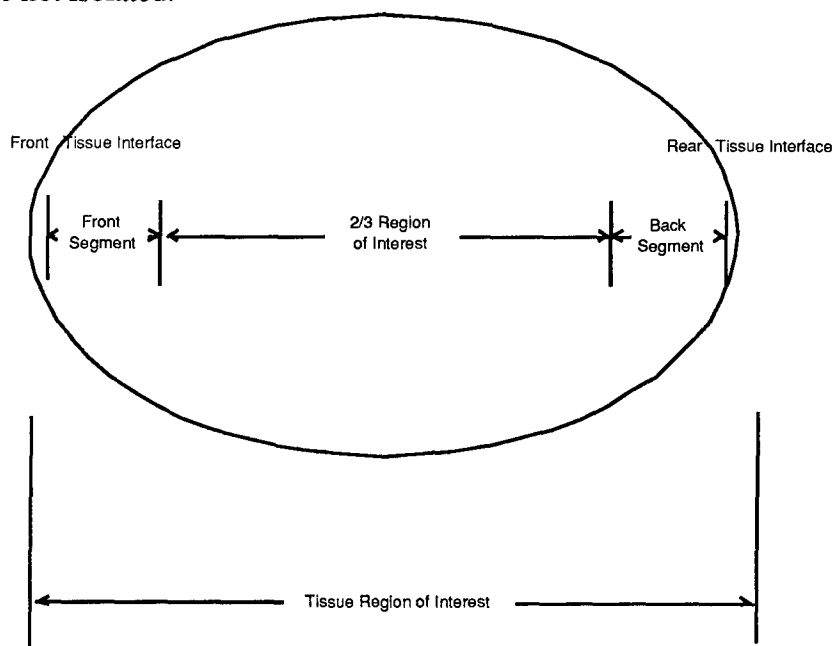 Front Tissue Interface
Rear Tissue Interface
Front
Segment
2/3 Region
of Interest
Back
Segment
Tissue Region of Interest